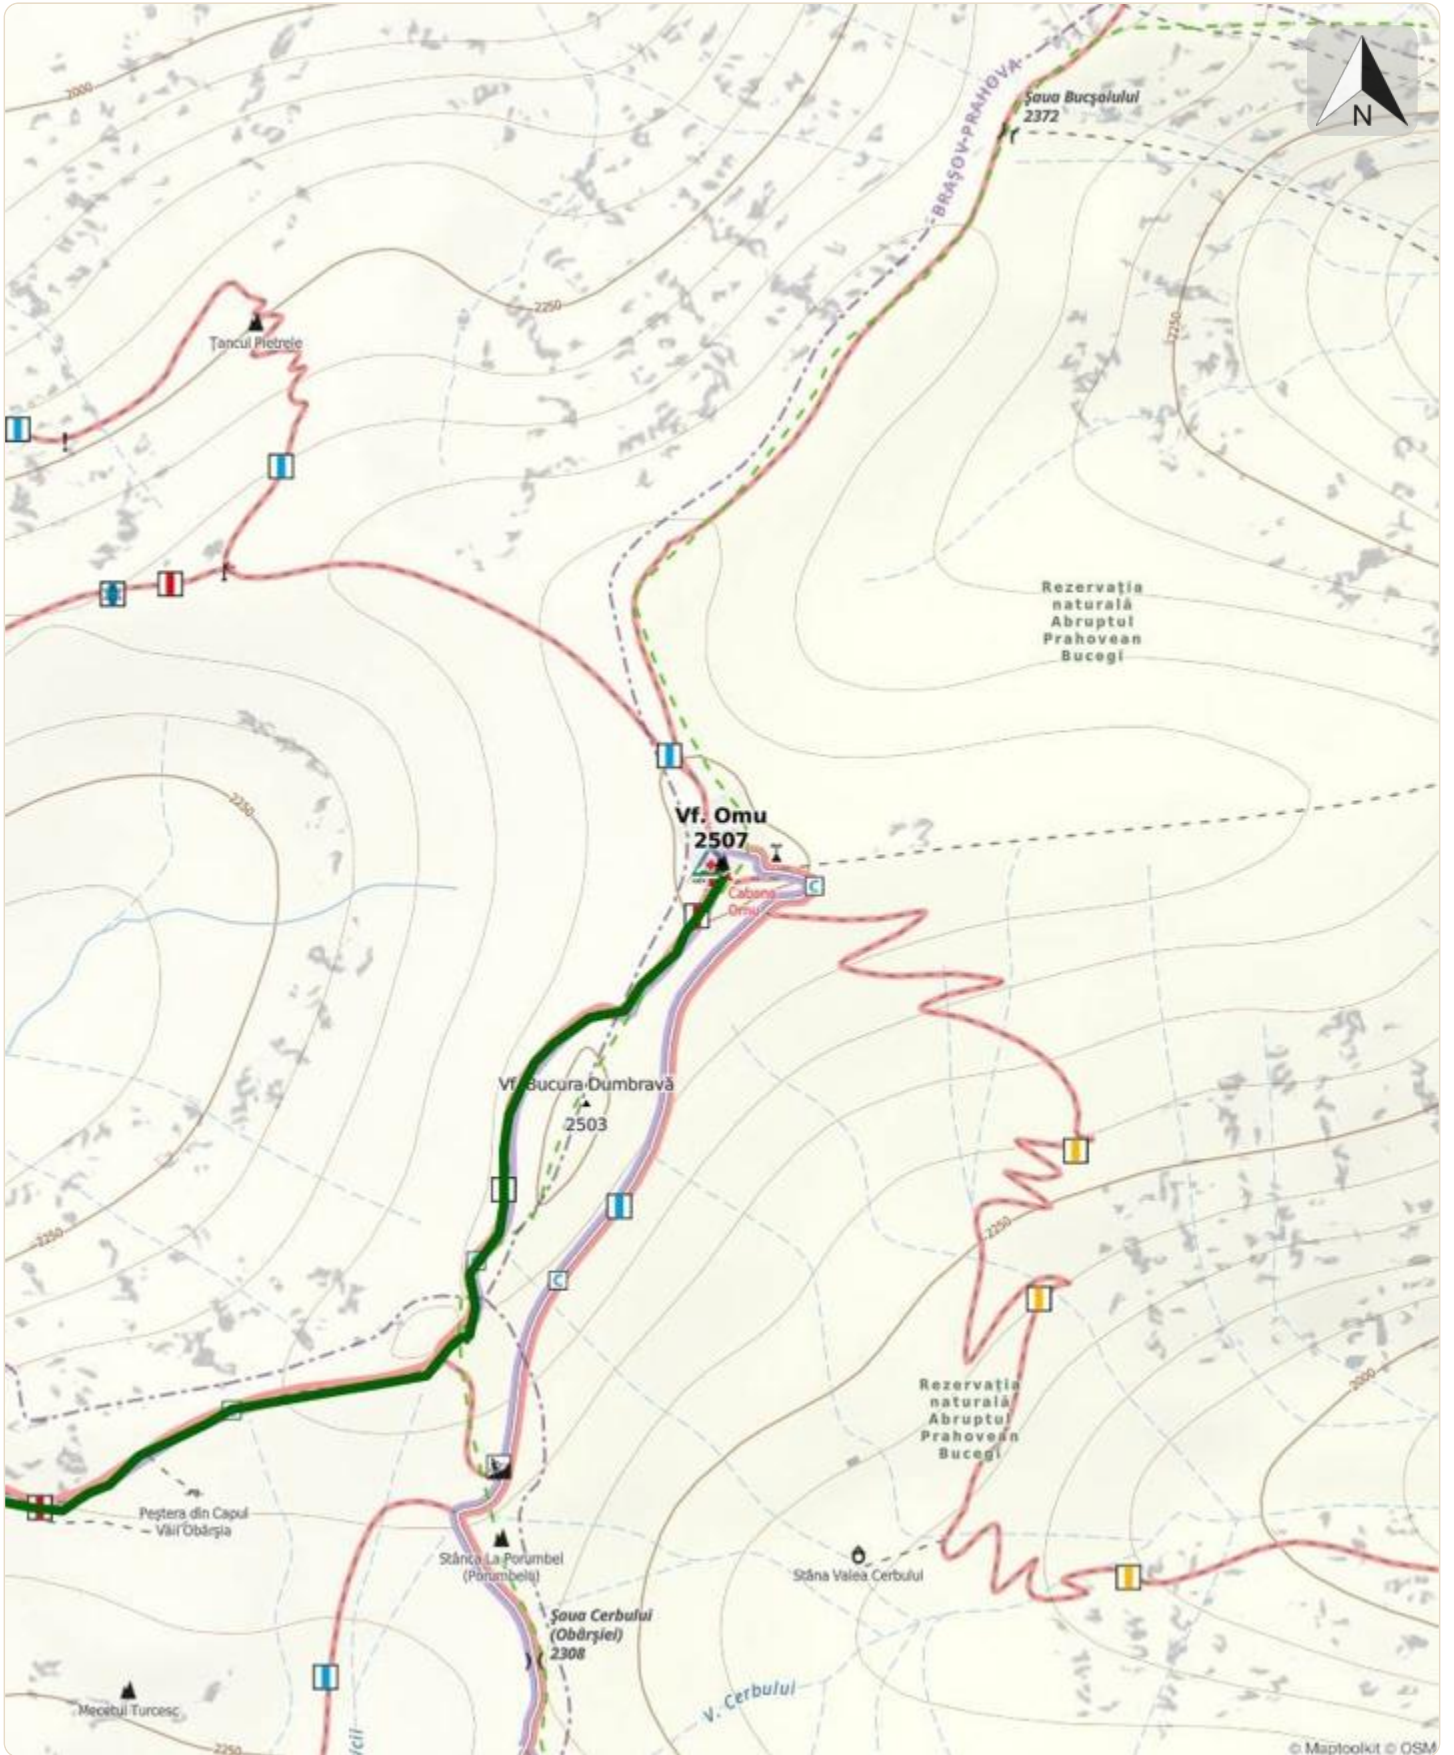 2000
BRAȘOV-PRAHOVA
Șaua Bucșoiului
2372
N
2250
2250
Țancul Pietrele
!
!
Rezervația
naturală
Abruptul
Prahovean
Bucegi
2250
Vf. Omu
2507
Cabana
Omu
C
Vf. Bucura Dumbravă
2503
2250
2250
C
2000
Rezervația
naturală
Abruptul
Prahovean
Bucegi
Peștera din Capul
Văii Obârșia
Stânca La Porumbel
(Porumbelu)
Stâna Valea Cerbului
Șaua Cerbului
(Obârșiei)
2308
Mecetul Turcesc
V. Cerbului
2250
© Maptoolkit © OSM